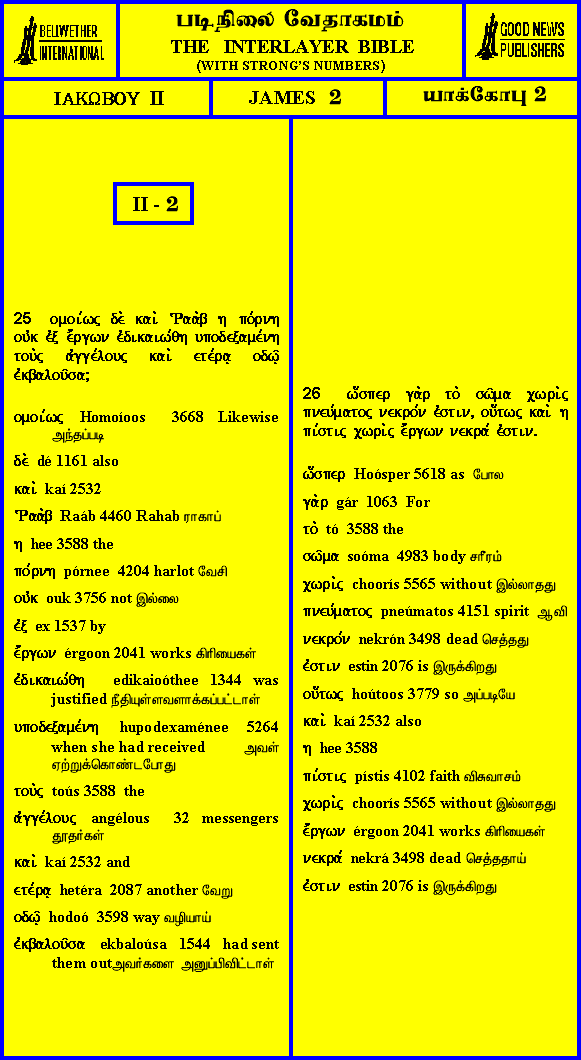 BELLWETHER
INTERNATIONAL
படிநிலை வேதாகமம்
THE INTERLAYER BIBLE
(WITH STRONG'S NUMBERS)
GOOD NEWS
PUBLISHERS
ΙΑΚΩΒΟΥ II
JAMES 2
யாக்கோபு 2
II - 2
25 ομοίως δὲ καὶ Ῥαὰβ η πόρνη
οὐκ ἐξ ἔργων ἐδικαιώθη υποδεξαμένη
τοὺς ἀγγέλους καὶ ετέρᾳ οδῷ
ἐκβαλοῦσα;
ομοίως Homoíoos 3668 Likewise
அந்தப்படி
δὲ dé 1161 also
καὶ kaí 2532
Ῥαὰβ Raáb 4460 Rahab ராகாப்
η hee 3588 the
πόρνη pórnee 4204 harlot வேசி
οὐκ ouk 3756 not இல்லை
ἐξ ex 1537 by
ἔργων érgoon 2041 works கிரியைகள்
ἐδικαιώθη edikaioóthee 1344 was
justified நீதியுள்ளவளாக்கப்பட்டாள்
υποδεξαμένη hupodexaménee 5264
when she had received அவள்
ஏற்றுக்கொண்டபோது
τοὺς toús 3588 the
ἀγγέλους angélous 32 messengers
தூதர்கள்
καὶ kaí 2532 and
ετέρᾳ hetéra 2087 another வேறு
οδῷ hodoó 3598 way வழியாய்
ἐκβαλοῦσα ekbaloúsa 1544 had sent
them outஅவர்களை அனுப்பிவிட்டாள்
26 ὥσπερ γὰρ τὸ σῶμα χωρὶς
πνεύματος νεκρόν ἐστιν, οὕτως καὶ η
πίστις χωρὶς ἔργων νεκρά ἐστιν.
ὥσπερ Hoósper 5618 as போல
γὰρ gár 1063 For
τὸ tó 3588 the
σῶμα soóma 4983 body சரீரம்
χωρὶς choorís 5565 without இல்லாதது
πνεύματος pneúmatos 4151 spirit ஆவி
νεκρόν nekrón 3498 dead செத்தது
ἐστιν estin 2076 is இருக்கிறது
οὕτως hoútoos 3779 so அப்படியே
καὶ kaí 2532 also
η hee 3588
πίστις pístis 4102 faith விசுவாசம்
χωρὶς choorís 5565 without இல்லாதது
ἔργων érgoon 2041 works கிரியைகள்
νεκρά nekrá 3498 dead செத்ததாய்
ἐστιν estin 2076 is இருக்கிறது